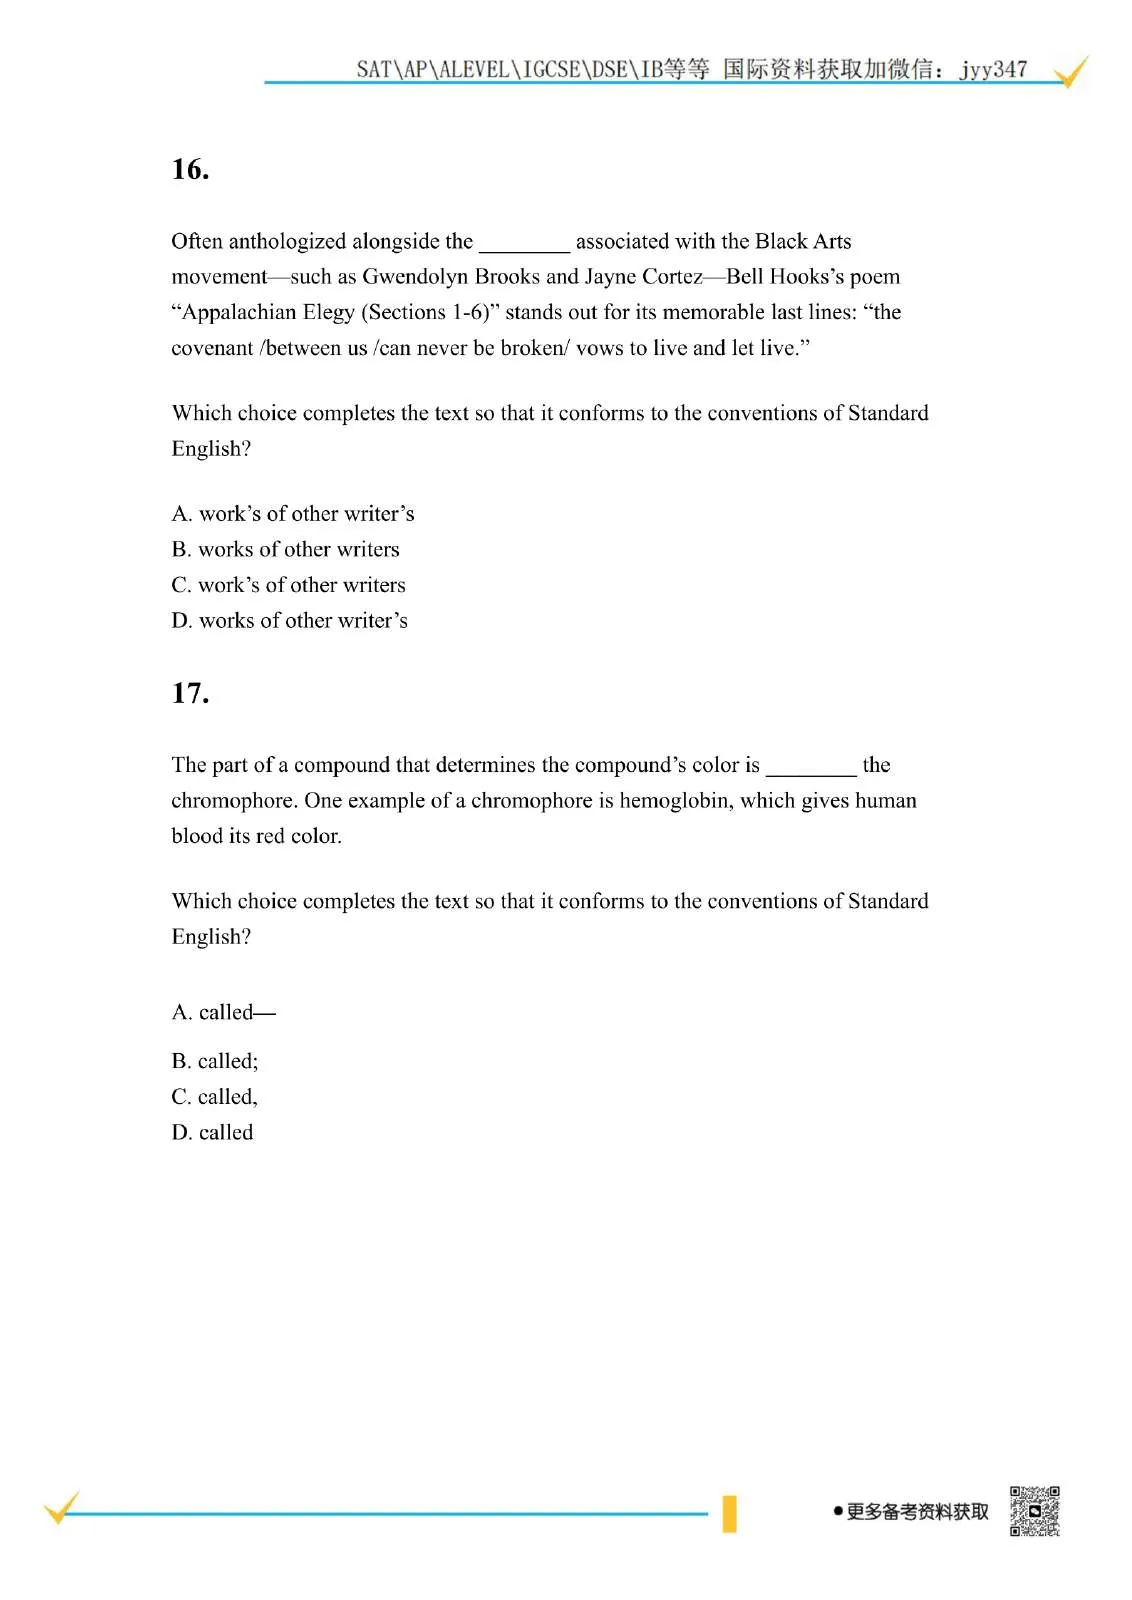 SAT\AP\ALEVEL\IGCSE\DSE\IB等等 国际资料获取加微信：jyy347
16.
Often anthologized alongside the ________ associated with the Black Arts
movement—such as Gwendolyn Brooks and Jayne Cortez—Bell Hooks’s poem
“Appalachian Elegy (Sections 1-6)” stands out for its memorable last lines: “the
covenant /between us /can never be broken/ vows to live and let live.”
Which choice completes the text so that it conforms to the conventions of Standard
English?
A. work’s of other writer’s
B. works of other writers
C. work’s of other writers
D. works of other writer’s
17.
The part of a compound that determines the compound’s color is ________ the
chromophore. One example of a chromophore is hemoglobin, which gives human
blood its red color.
Which choice completes the text so that it conforms to the conventions of Standard
English?
A. called—
B. called;
C. called,
D. called
●更多备考资料获取